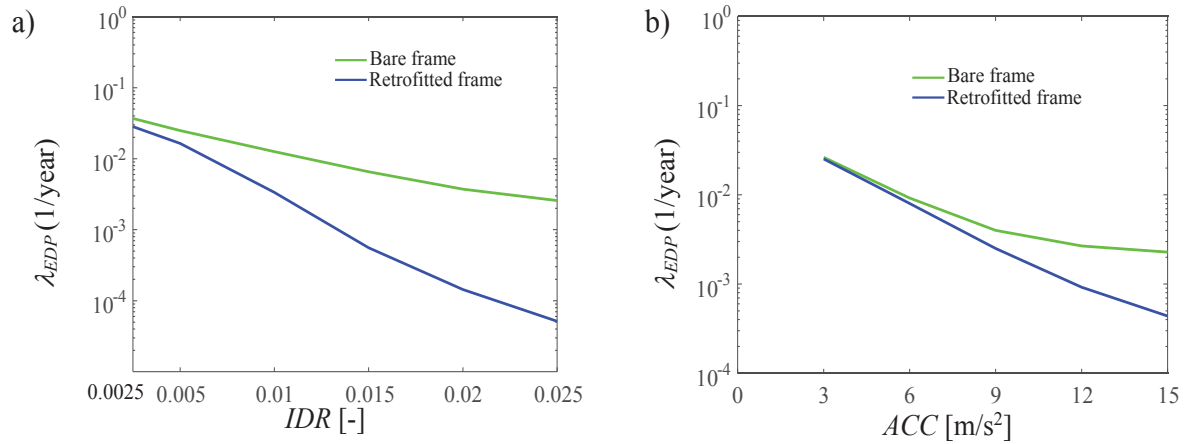 a)
10^0
10^-1
10^-2
10^-3
10^-4
λ_EDP (1/year)
Bare frame
Retrofitted frame
0.0025
0.005
0.01
0.015
0.02
0.025
IDR [-]
b)
10^0
10^-1
10^-2
10^-3
10^-4
λ_EDP (1/year)
Bare frame
Retrofitted frame
0
3
6
9
12
15
ACC [m/s²]